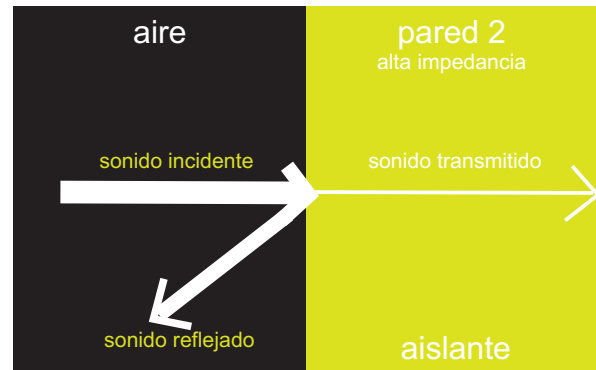 aire
pared 2
alta impedancia
sonido incidente
sonido transmitido
sonido reflejado
aislante